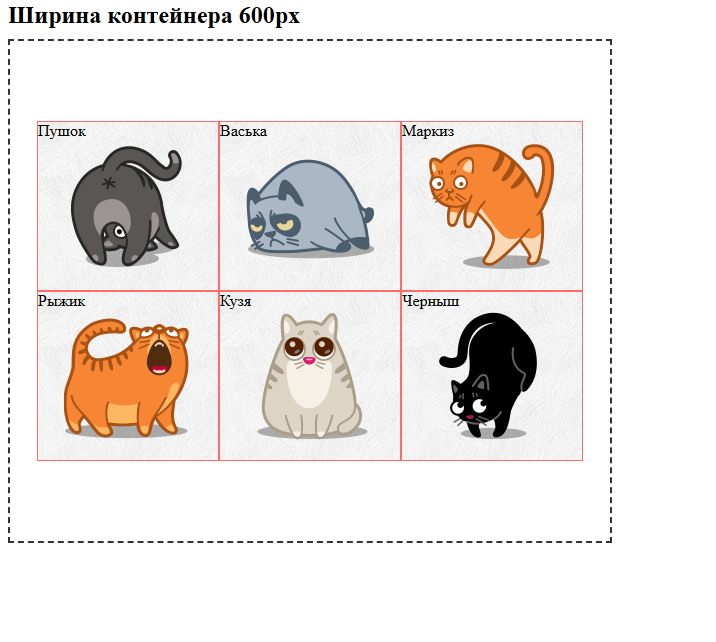 Ширина контейнера 600px
Пушок
Васька
Маркиз
Рыжик
Кузя
Черныш